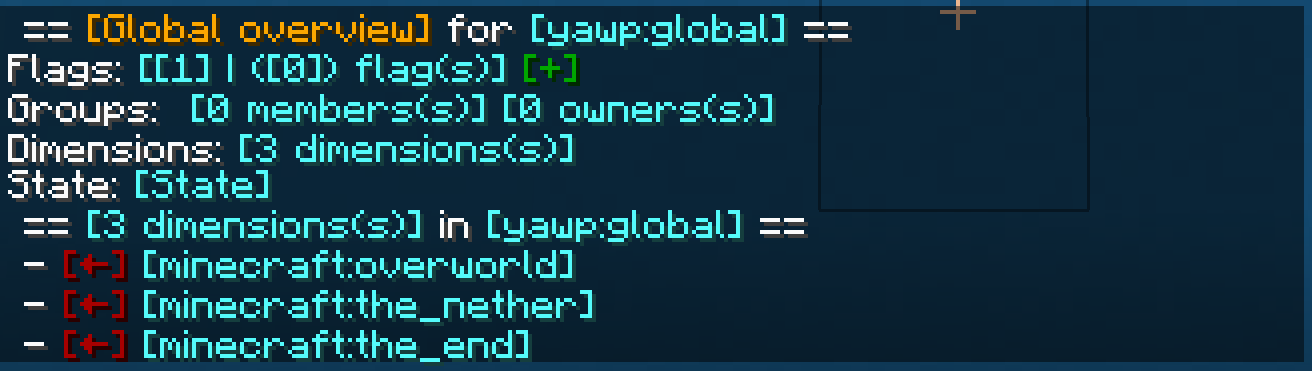 == [Global overview] for [yawp:global] ==
Flags: [[1] | ([0]) flag(s)] [+]
Groups: [0 members(s)] [0 owners(s)]
Dimensions: [3 dimensions(s)]
State: [State]
== [3 dimensions(s)] in [yawp:global] ==
- [←] [minecraft:overworld]
- [←] [minecraft:the_nether]
- [←] [minecraft:the_end]